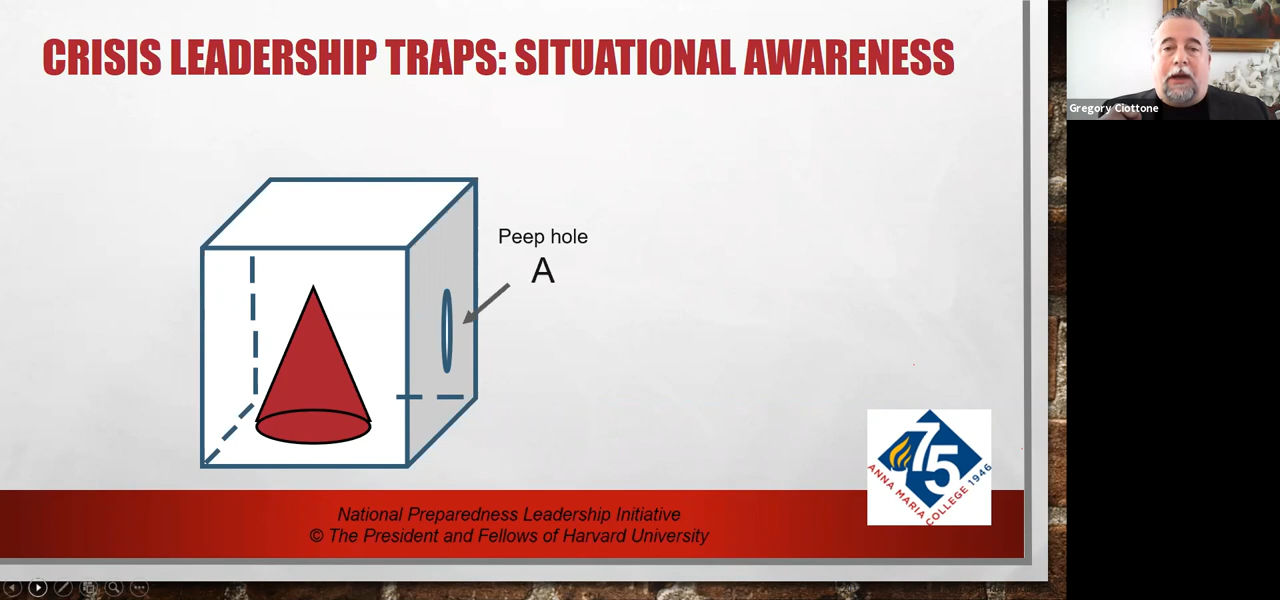 CRISIS LEADERSHIP TRAPS: SITUATIONAL AWARENESS
Gregory Ciottone
Peep hole
A
75
ANNA MARIA COLLEGE 1946
National Preparedness Leadership Initiative
© The President and Fellows of Harvard University